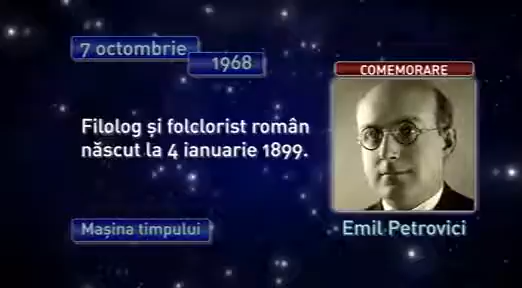 7 octombrie
1968
COMEMORARE
Filolog și folclorist român
născut la 4 ianuarie 1899.
Mașina timpului
Emil Petrovici